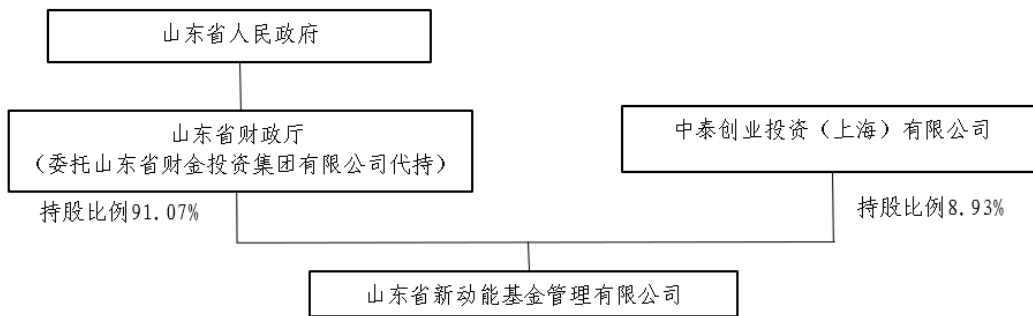 山东省人民政府
山东省财政厅
（委托山东省财金投资集团有限公司代持）
中泰创业投资（上海）有限公司
持股比例91.07%
持股比例8.93%
山东省新动能基金管理有限公司